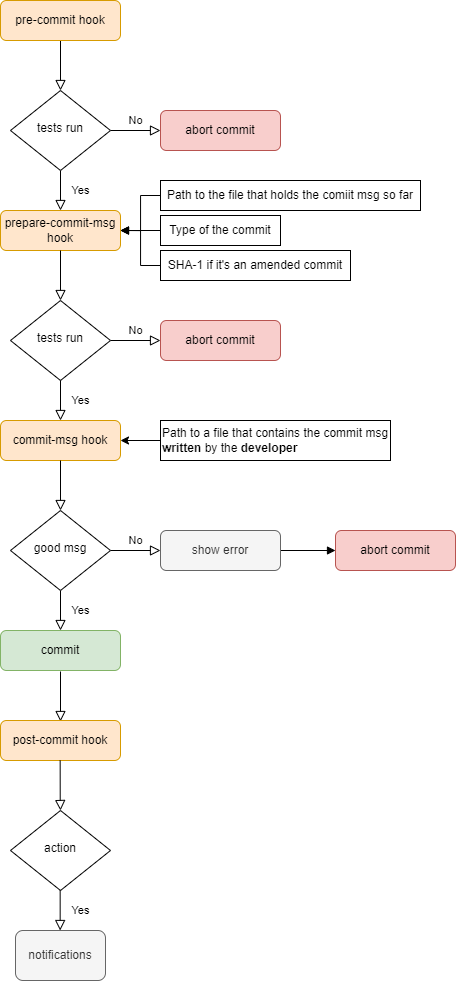 pre-commit hook
tests run
No
abort commit
Yes
Path to the file that holds the comiit msg so far
prepare-commit-msg
hook
Type of the commit
SHA-1 if it's an amended commit
tests run
No
abort commit
Yes
commit-msg hook
Path to a file that contains the commit msg
written by the developer
good msg
No
show error
abort commit
Yes
commit
post-commit hook
action
Yes
notifications